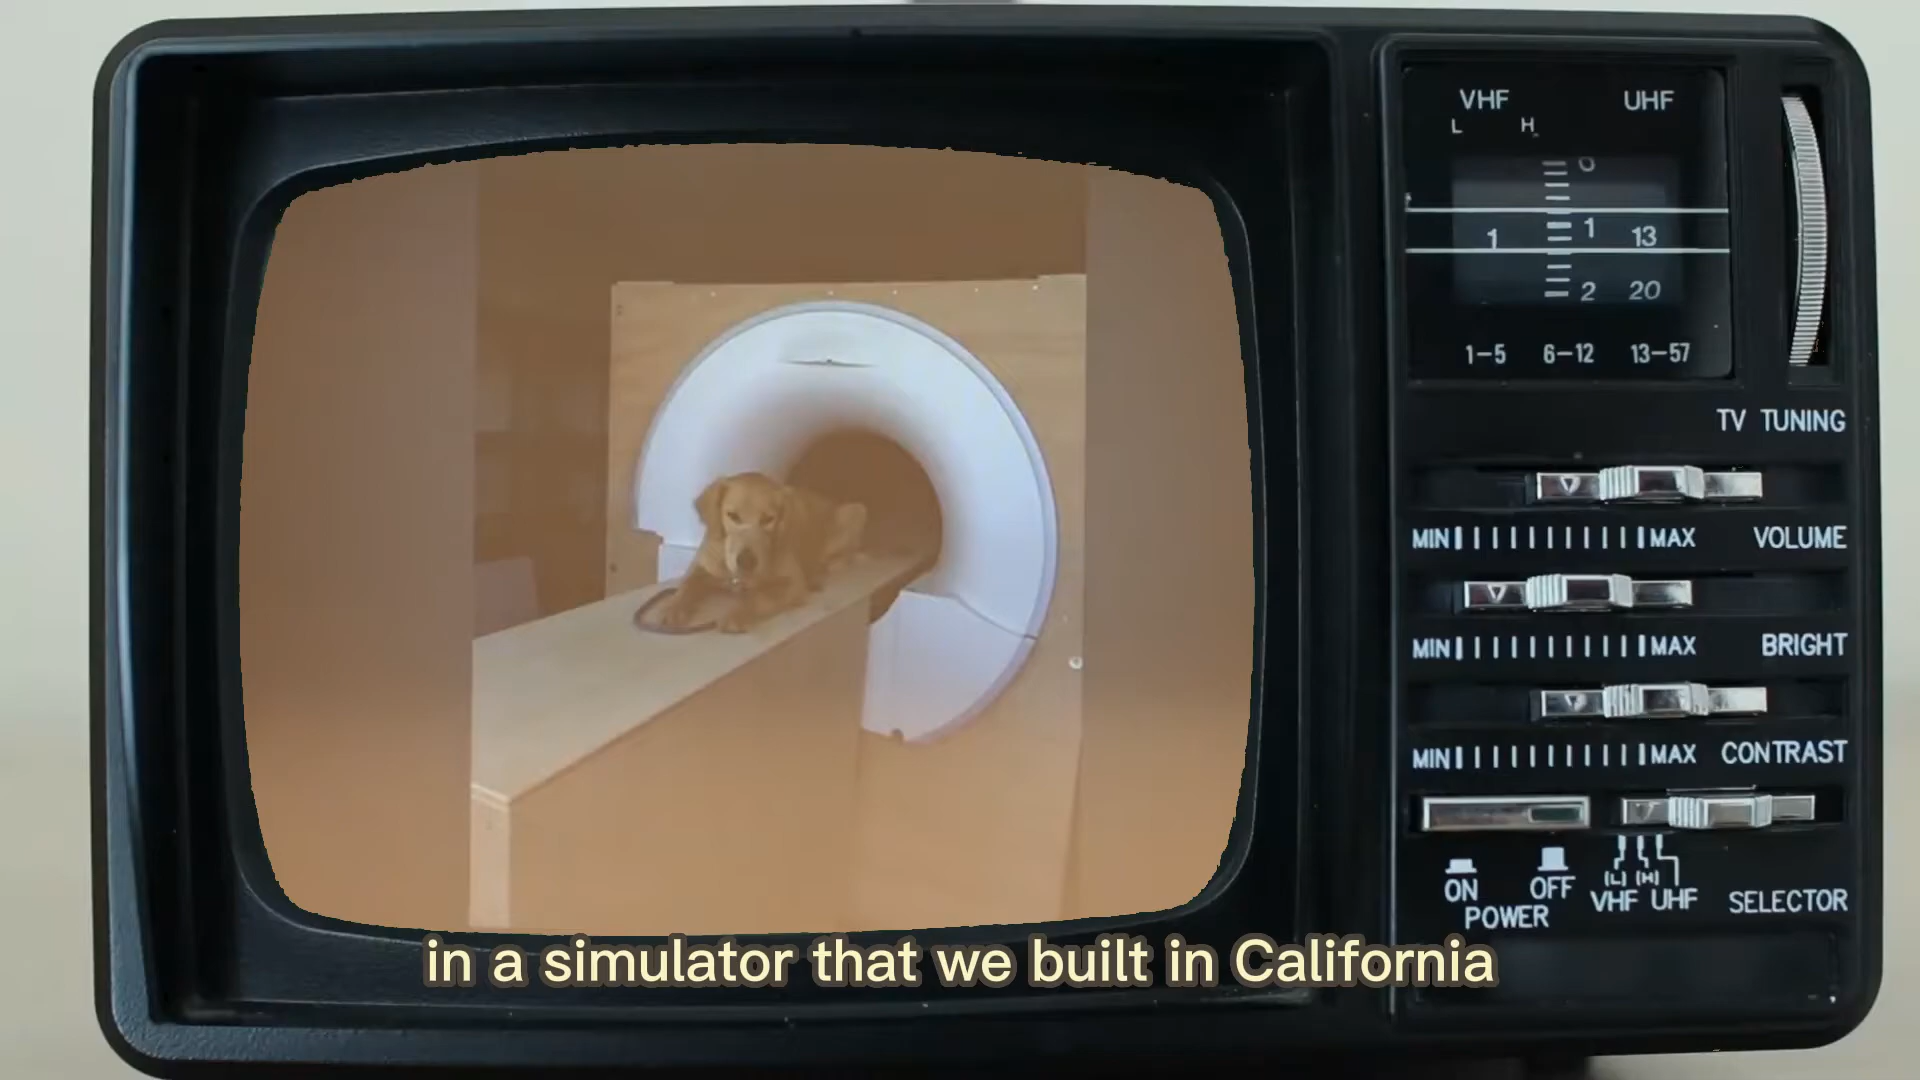 VHF UHF
L H
0
1 1 13
2 20
1-5 6-12 13-57
TV TUNING
MIN MAX VOLUME
MIN MAX BRIGHT
MIN MAX CONTRAST
ON OFF
POWER
(L) (H)
VHF UHF
SELECTOR
in a simulator that we built in California